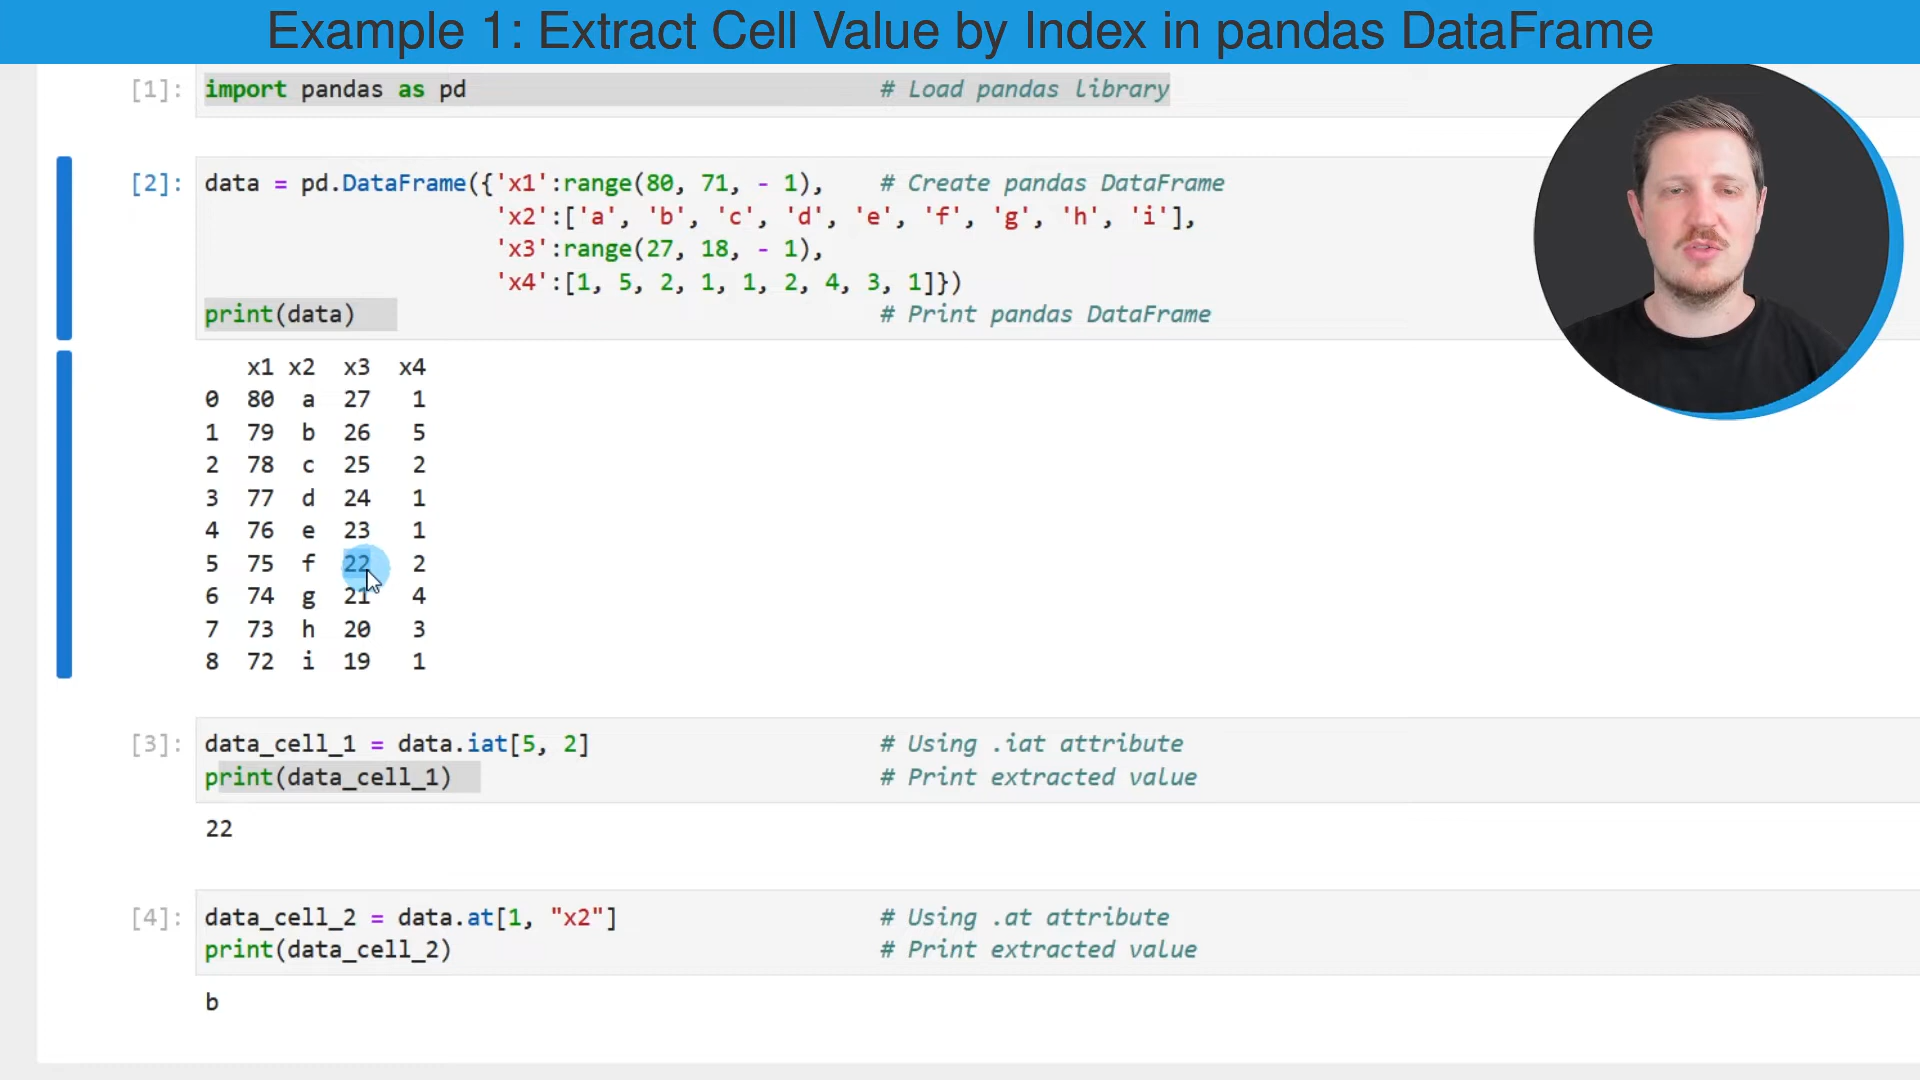 Example 1: Extract Cell Value by Index in pandas DataFrame
[1]: import pandas as pd # Load pandas library
[2]: data = pd.DataFrame({'x1':range(80, 71, - 1), # Create pandas DataFrame
'x2':['a', 'b', 'c', 'd', 'e', 'f', 'g', 'h', 'i'],
'x3':range(27, 18, - 1),
'x4':[1, 5, 2, 1, 1, 2, 4, 3, 1]})
print(data) # Print pandas DataFrame
x1 x2 x3 x4
0 80 a 27 1
1 79 b 26 5
2 78 c 25 2
3 77 d 24 1
4 76 e 23 1
5 75 f 22 2
6 74 g 21 4
7 73 h 20 3
8 72 i 19 1
[3]: data_cell_1 = data.iat[5, 2] # Using .iat attribute
print(data_cell_1) # Print extracted value
22
[4]: data_cell_2 = data.at[1, "x2"] # Using .at attribute
print(data_cell_2) # Print extracted value
b